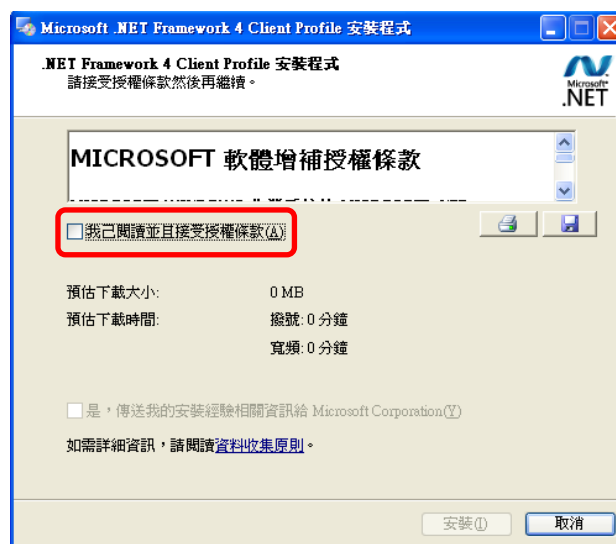 Microsoft .NET Framework 4 Client Profile 安裝程式
.NET Framework 4 Client Profile 安裝程式
請接受授權條款然後再繼續。
Microsoft
.NET
MICROSOFT 軟體增補授權條款
我已閱讀並且接受授權條款(A)
預估下載大小: 0 MB
預估下載時間: 撥號: 0 分鐘
寬頻: 0 分鐘
是，傳送我的安裝經驗相關資訊給 Microsoft Corporation(Y)
如需詳細資訊，請閱讀資料收集原則。
安裝(I) 取消